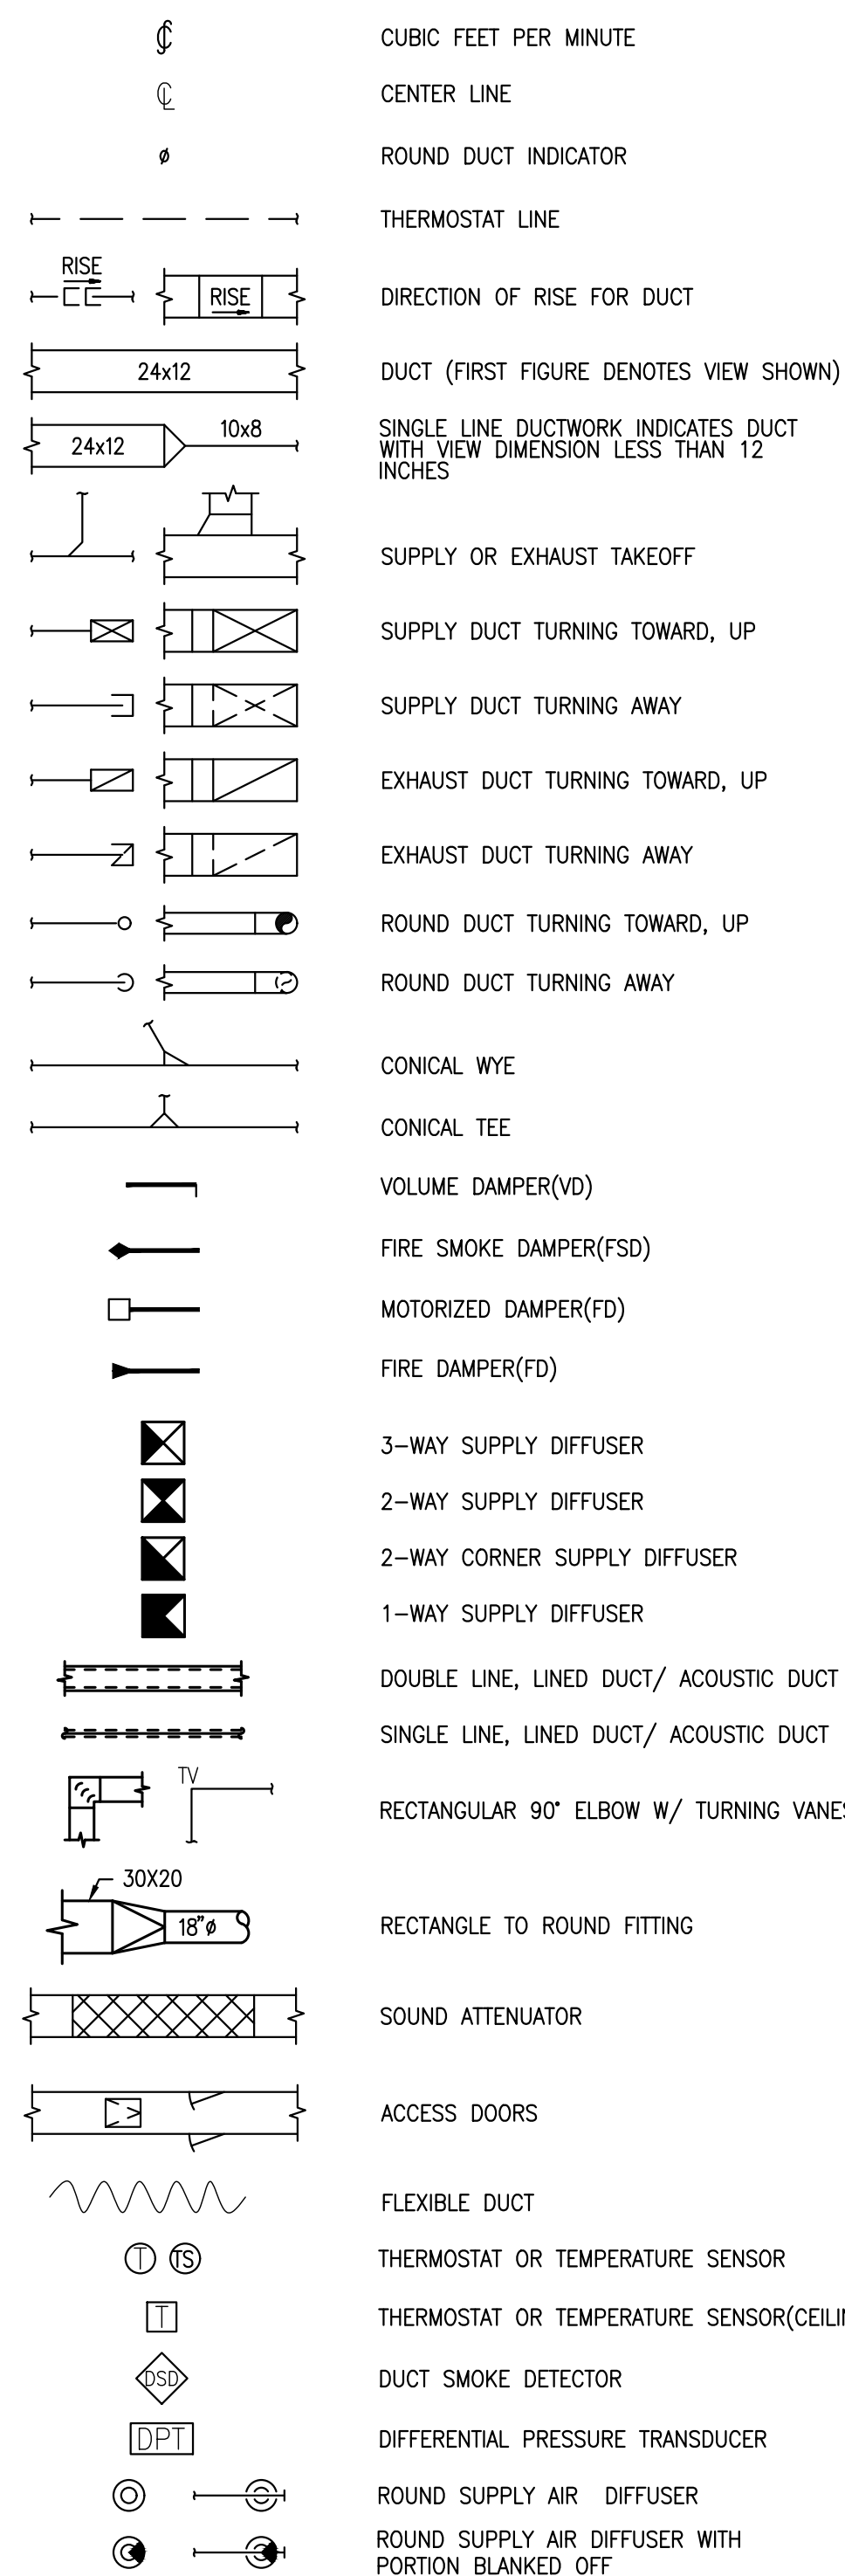 CUBIC FEET PER MINUTE
CENTER LINE
ø ROUND DUCT INDICATOR
THERMOSTAT LINE
RISE
RISE
DIRECTION OF RISE FOR DUCT
24x12
DUCT (FIRST FIGURE DENOTES VIEW SHOWN)
10x8
24x12
SINGLE LINE DUCTWORK INDICATES DUCT
WITH VIEW DIMENSION LESS THAN 12
INCHES
SUPPLY OR EXHAUST TAKEOFF
SUPPLY DUCT TURNING TOWARD, UP
SUPPLY DUCT TURNING AWAY
EXHAUST DUCT TURNING TOWARD, UP
EXHAUST DUCT TURNING AWAY
ROUND DUCT TURNING TOWARD, UP
ROUND DUCT TURNING AWAY
CONICAL WYE
CONICAL TEE
VOLUME DAMPER(VD)
FIRE SMOKE DAMPER(FSD)
MOTORIZED DAMPER(FD)
FIRE DAMPER(FD)
3-WAY SUPPLY DIFFUSER
2-WAY SUPPLY DIFFUSER
2-WAY CORNER SUPPLY DIFFUSER
1-WAY SUPPLY DIFFUSER
DOUBLE LINE, LINED DUCT/ ACOUSTIC DUCT
SINGLE LINE, LINED DUCT/ ACOUSTIC DUCT
TV
RECTANGULAR 90° ELBOW W/ TURNING VANES
30X20
18"ø
RECTANGLE TO ROUND FITTING
SOUND ATTENUATOR
ACCESS DOORS
FLEXIBLE DUCT
T TS THERMOSTAT OR TEMPERATURE SENSOR
T THERMOSTAT OR TEMPERATURE SENSOR(
DSD DUCT SMOKE DETECTOR
DPT DIFFERENTIAL PRESSURE TRANSDUCER
ROUND SUPPLY AIR DIFFUSER
ROUND SUPPLY AIR DIFFUSER WITH
PORTION BLANKED OFF